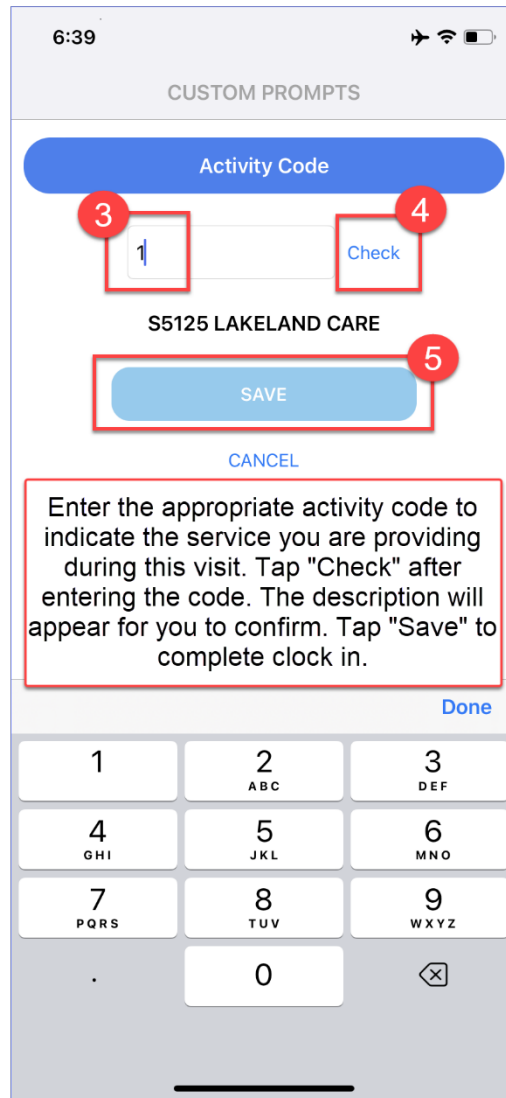 6:39
CUSTOM PROMPTS
Activity Code
3
4
1
Check
S5125 LAKELAND CARE
5
SAVE
CANCEL
Enter the appropriate activity code to
indicate the service you are providing
during this visit. Tap "Check" after
entering the code. The description will
appear for you to confirm. Tap "Save" to
complete clock in.
Done
1 2 3
ABC DEF
4 5 6
GHI JKL MNO
7 8 9
PQRS TUV WXYZ
. 0